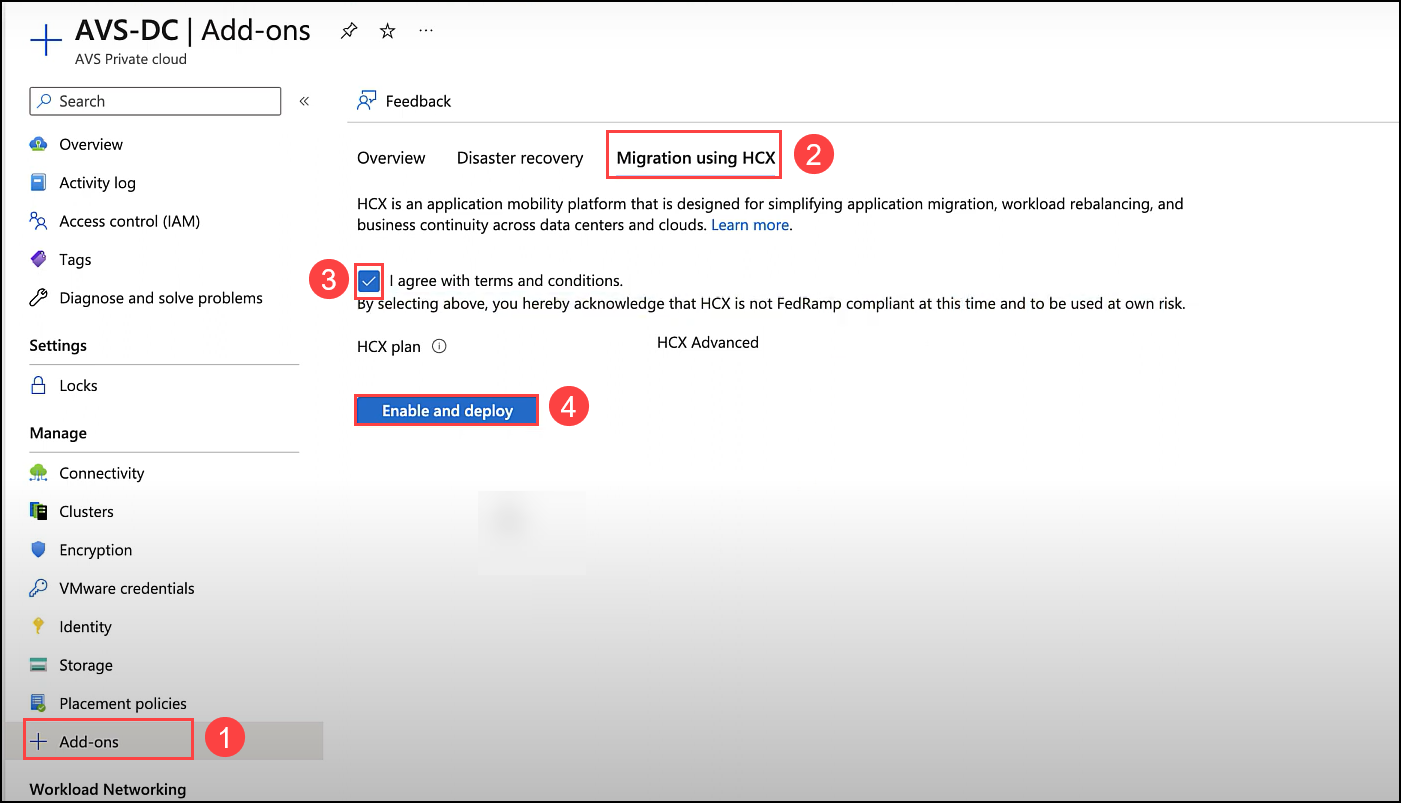 AVS-DC | Add-ons
AVS Private cloud
Search
Overview
Activity log
Access control (IAM)
Tags
Diagnose and solve problems
Settings
Locks
Manage
Connectivity
Clusters
Encryption
VMware credentials
Identity
Storage
Placement policies
Add-ons
1
Workload Networking
Feedback
Overview
Disaster recovery
Migration using HCX
2
HCX is an application mobility platform that is designed for simplifying application migration, workload rebalancing, and
business continuity across data centers and clouds. Learn more.
3
I agree with terms and conditions.
By selecting above, you hereby acknowledge that HCX is not FedRamp compliant at this time and to be used at own risk.
HCX plan
HCX Advanced
Enable and deploy
4